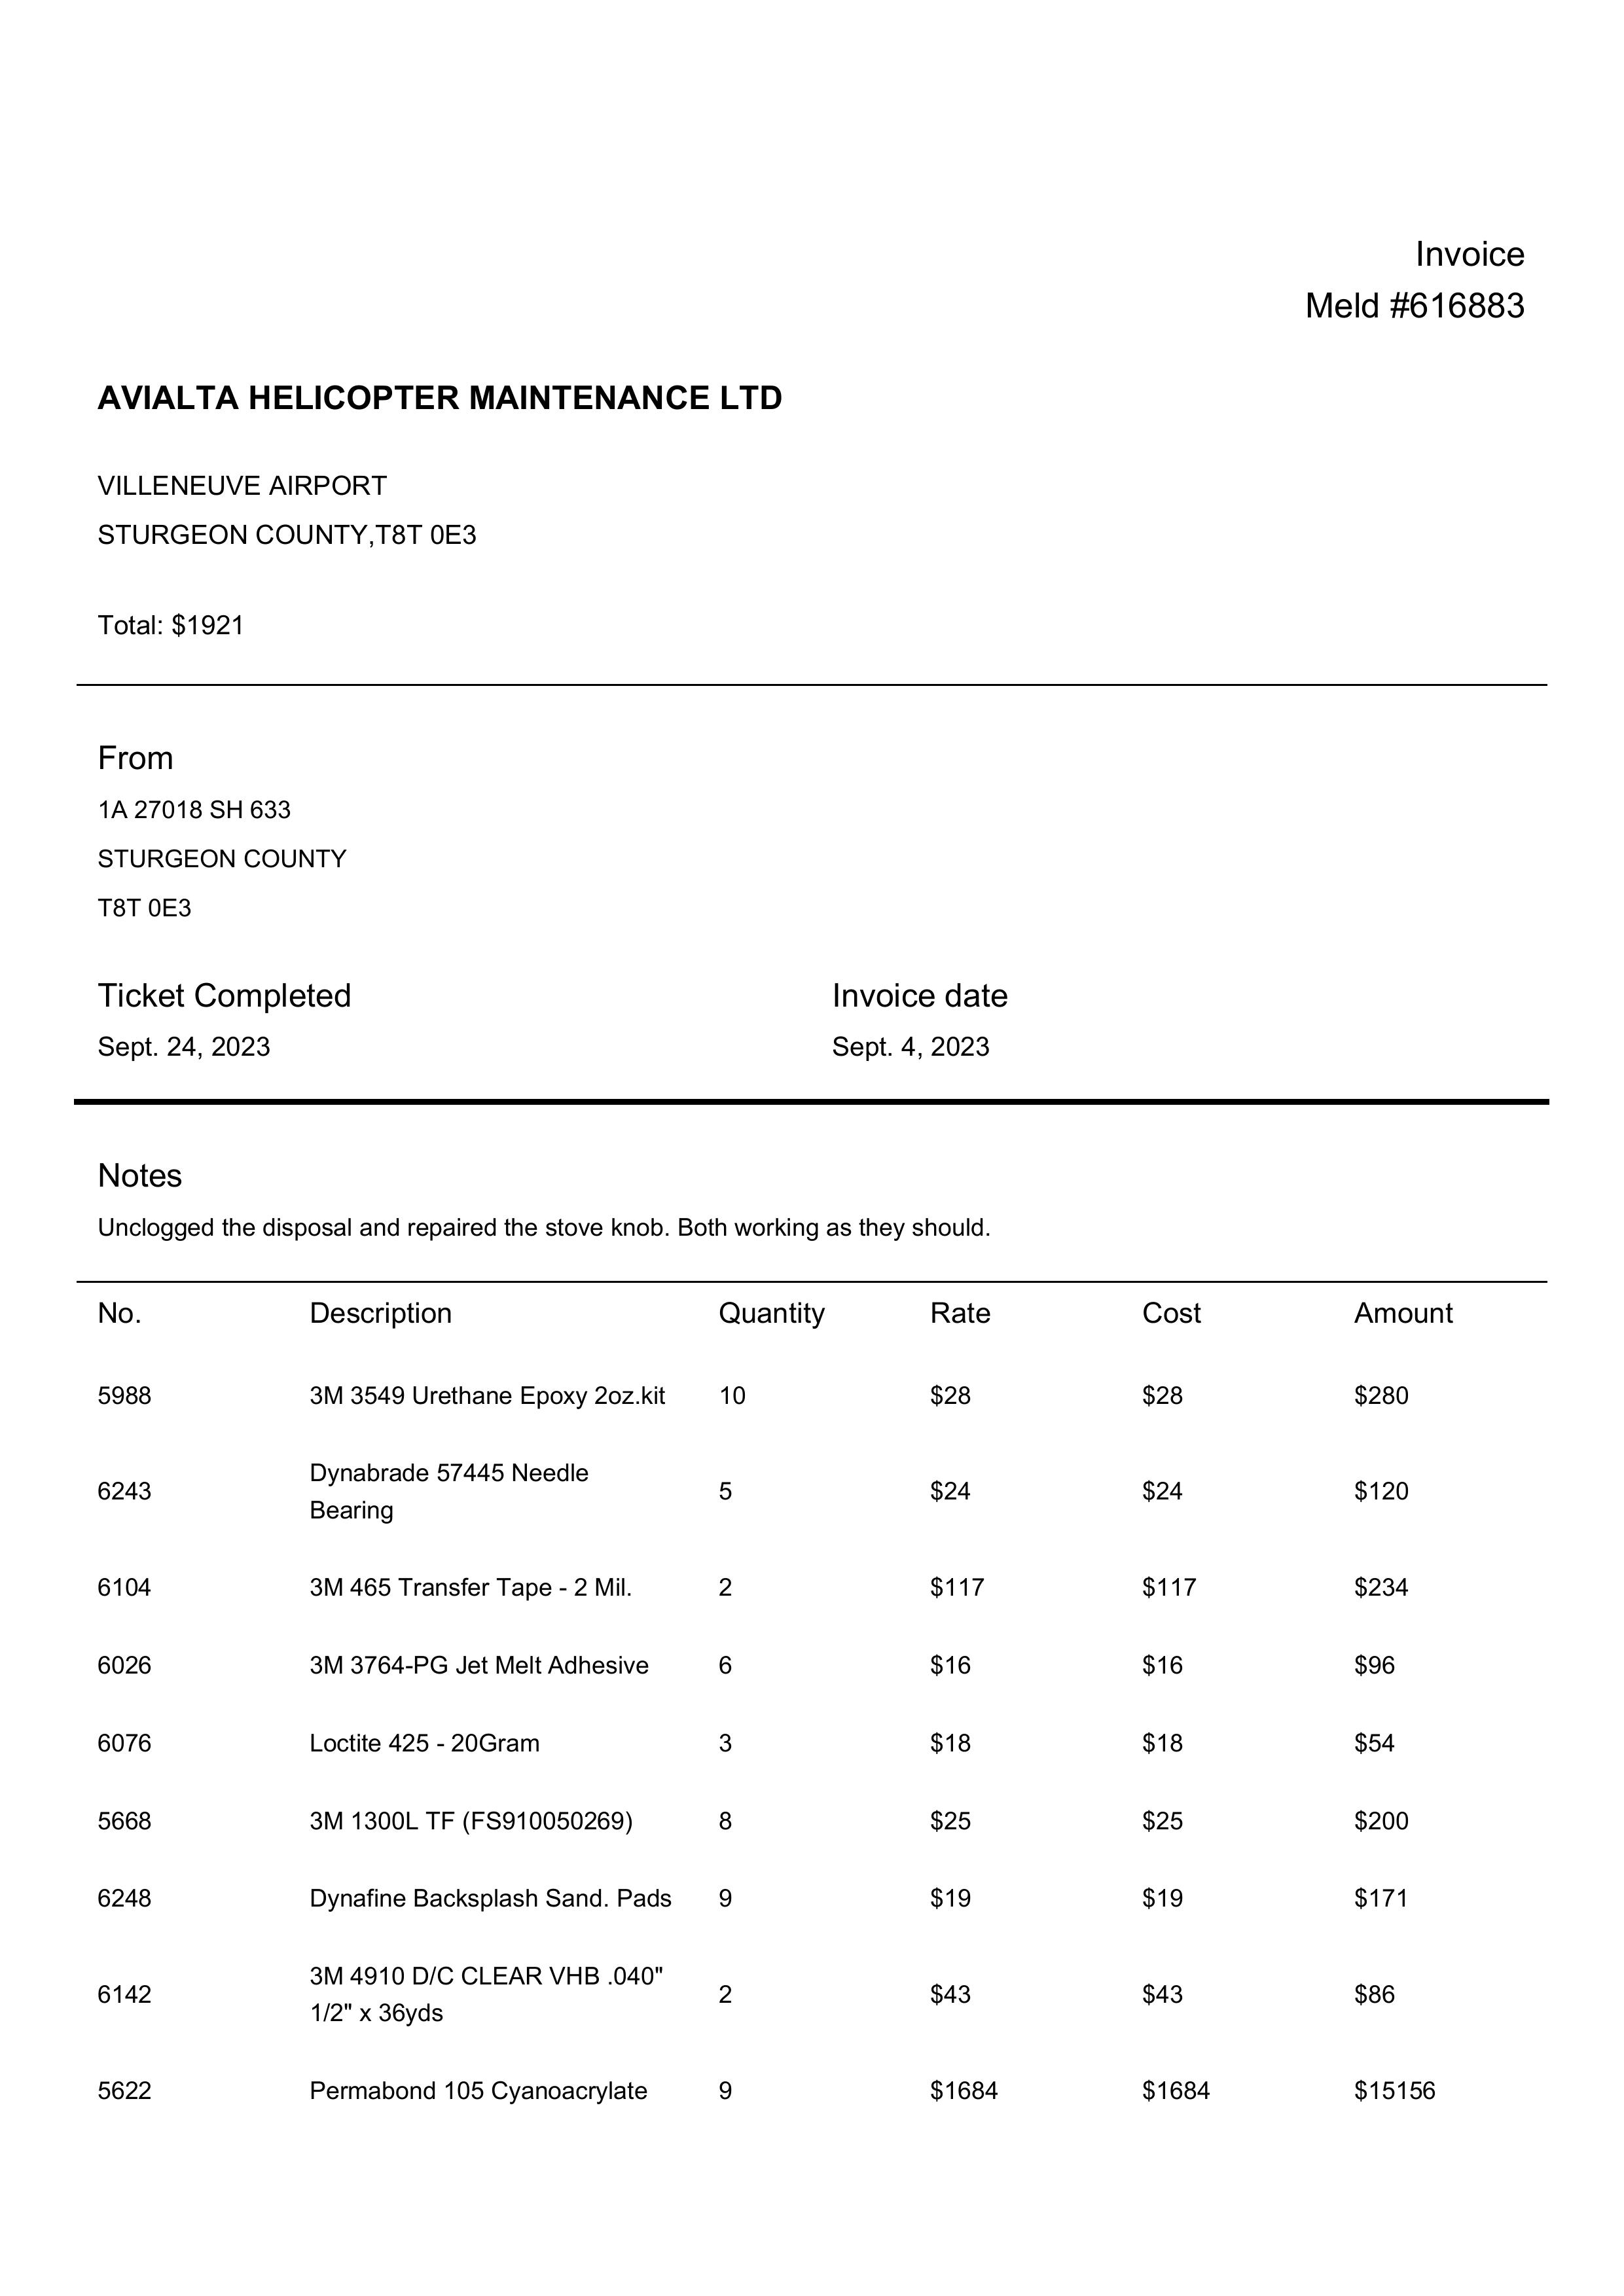 Invoice
Meld #616883
AVIALTA HELICOPTER MAINTENANCE LTD
VILLENEUVE AIRPORT
STURGEON COUNTY,T8T 0E3
Total: $1921
From
1A 27018 SH 633
STURGEON COUNTY
T8T 0E3
Ticket Completed Invoice date
Sept. 24, 2023 Sept. 4, 2023
Notes
Unclogged the disposal and repaired the stove knob. Both working as they should.
No. Description Quantity Rate Cost Amount
5988 3M 3549 Urethane Epoxy 2oz.kit 10 $28 $28 $280
Dynabrade 57445 Needle
6243 5 $24 $24 $120
Bearing
6104 3M 465 Transfer Tape - 2 Mil. 2 $117 $117 $234
6026 3M 3764-PG Jet Melt Adhesive 6 $16 $16 $96
6076 Loctite 425 - 20Gram 3 $18 $18 $54
5668 3M 1300L TF (FS910050269) 8 $25 $25 $200
6248 Dynafine Backsplash Sand. Pads 9 $19 $19 $171
3M 4910 D/C CLEAR VHB .040"
6142 2 $43 $43 $86
1/2" x 36yds
5622 Permabond 105 Cyanoacrylate 9 $1684 $1684 $15156